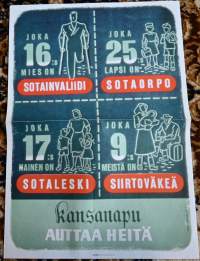 JOKA
16:s
MIES ON
SOTAINVALIDI
JOKA
25:s
LAPSI ON
SOTAORPO
JOKA
17:s
NAINEN ON
SOTALESKI
JOKA
9:s
MEISTÄ ON
SIIRTOVÄKEÄ
Kansanapu
AUTTAA HEITÄ